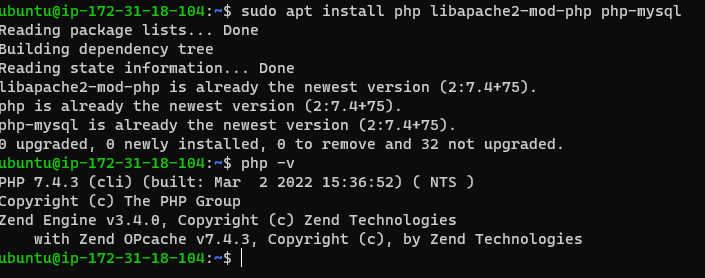 ubuntu@ip-172-31-18-104:~$ sudo apt install php libapache2-mod-php php-mysql
Reading package lists... Done
Building dependency tree
Reading state information... Done
libapache2-mod-php is already the newest version (2:7.4+75).
php is already the newest version (2:7.4+75).
php-mysql is already the newest version (2:7.4+75).
0 upgraded, 0 newly installed, 0 to remove and 32 not upgraded.
ubuntu@ip-172-31-18-104:~$ php -v
PHP 7.4.3 (cli) (built: Mar  2 2022 15:36:52) ( NTS )
Copyright (c) The PHP Group
Zend Engine v3.4.0, Copyright (c) Zend Technologies
    with Zend OPcache v7.4.3, Copyright (c), by Zend Technologies
ubuntu@ip-172-31-18-104:~$